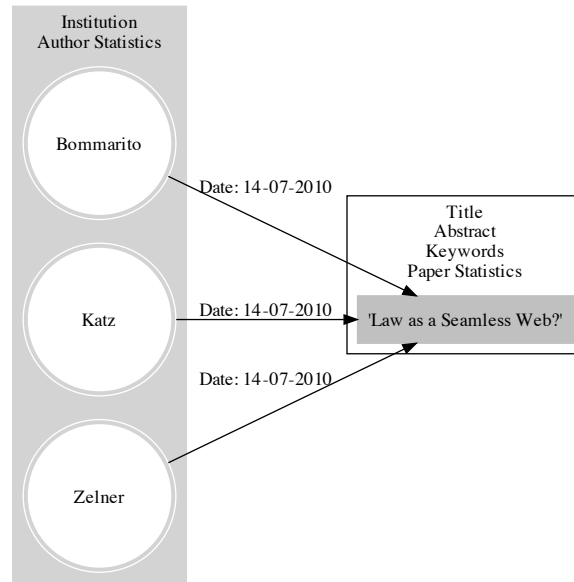 Institution
Author Statistics
Bommarito
Date: 14-07-2010
Title
Abstract
Keywords
Paper Statistics
Katz
Date: 14-07-2010
'Law as a Seamless Web?'
Date: 14-07-2010
Zelner